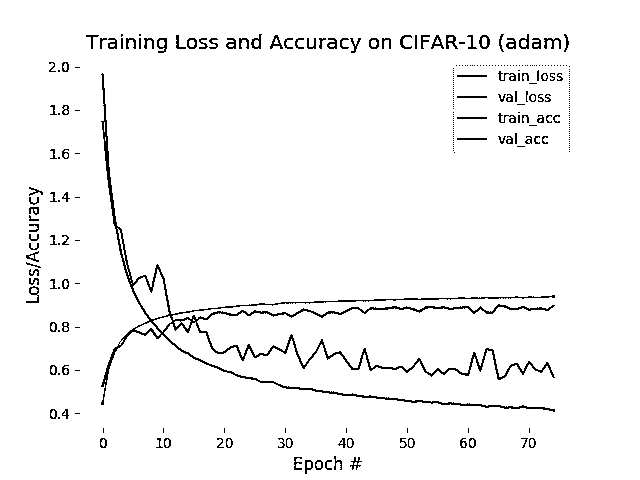 Training Loss and Accuracy on CIFAR-10 (adam)
2.0
1.8
1.6
1.4
1.2
1.0
0.8
0.6
0.4
Loss/Accuracy
train_loss
val_loss
train_acc
val_acc
0 10 20 30 40 50 60 70
Epoch #